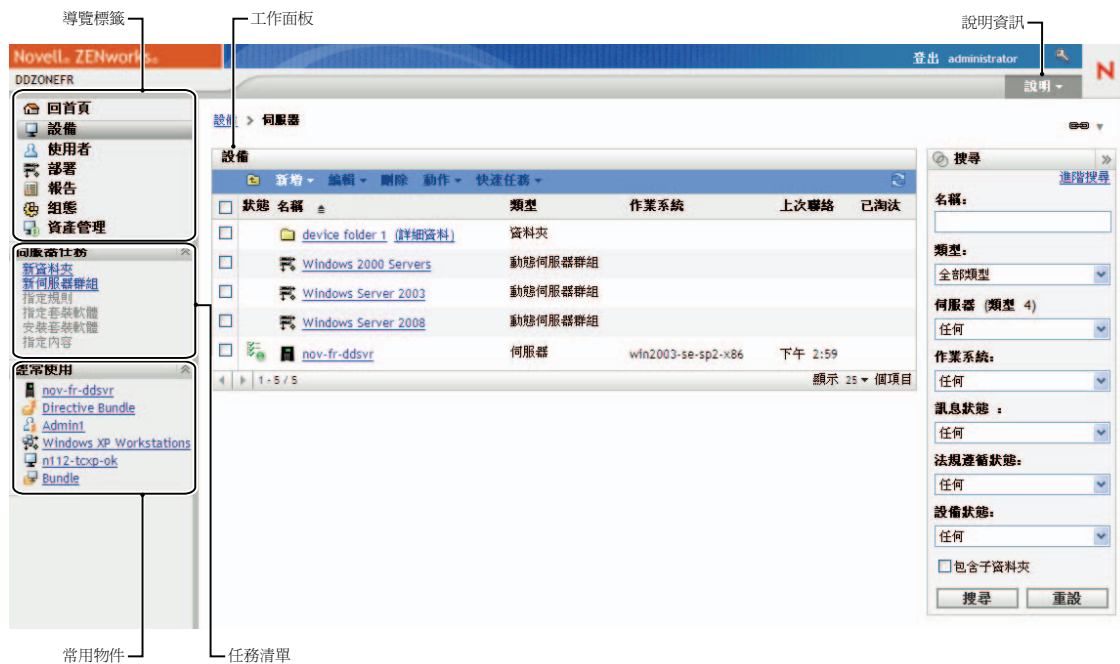 導覽標籤
工作面板
說明資訊
Novell® ZENworks®
登出 administrator
N
DDZONEFR
說明
回首頁
設備
使用者
部署
報告
組態
資產管理
伺服器任務
新資料夾
新伺服器群組
指定規則
指定套裝軟體
安裝套裝軟體
指定內容
經常使用
nov-fr-ddsvr
Directive Bundle
Admin1
Windows XP Workstations
n112-tcxp-ok
Bundle
設備 > 伺服器
設備
新增 編輯 刪除 動作 快速任務
狀態 名稱 類型 作業系統 上次聯絡 已淘汰
device folder 1 (詳細資料) 資料夾
Windows 2000 Servers 動態伺服器群組
Windows Server 2003 動態伺服器群組
Windows Server 2008 動態伺服器群組
nov-fr-ddsvr 伺服器 win2003-se-sp2-x86 下午 2:59
1 - 5 / 5 顯示 25 個項目
搜尋
進階搜尋
名稱:
類型:
全部類型
伺服器 (類型 4)
任何
作業系統:
任何
訊息狀態 :
任何
法規遵循狀態:
任何
設備狀態:
任何
包含子資料夾
搜尋 重設
常用物件
任務清單